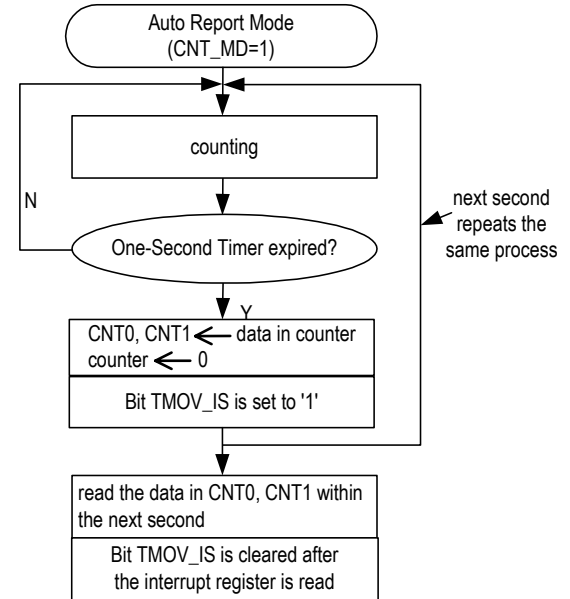 Auto Report Mode
(CNT_MD=1)
counting
N
next second
repeats the
same process
One-Second Timer expired?
Y
CNT0, CNT1 ← data in counter
counter ← 0
Bit TMOV_IS is set to '1'
read the data in CNT0, CNT1 within
the next second
Bit TMOV_IS is cleared after
the interrupt register is read